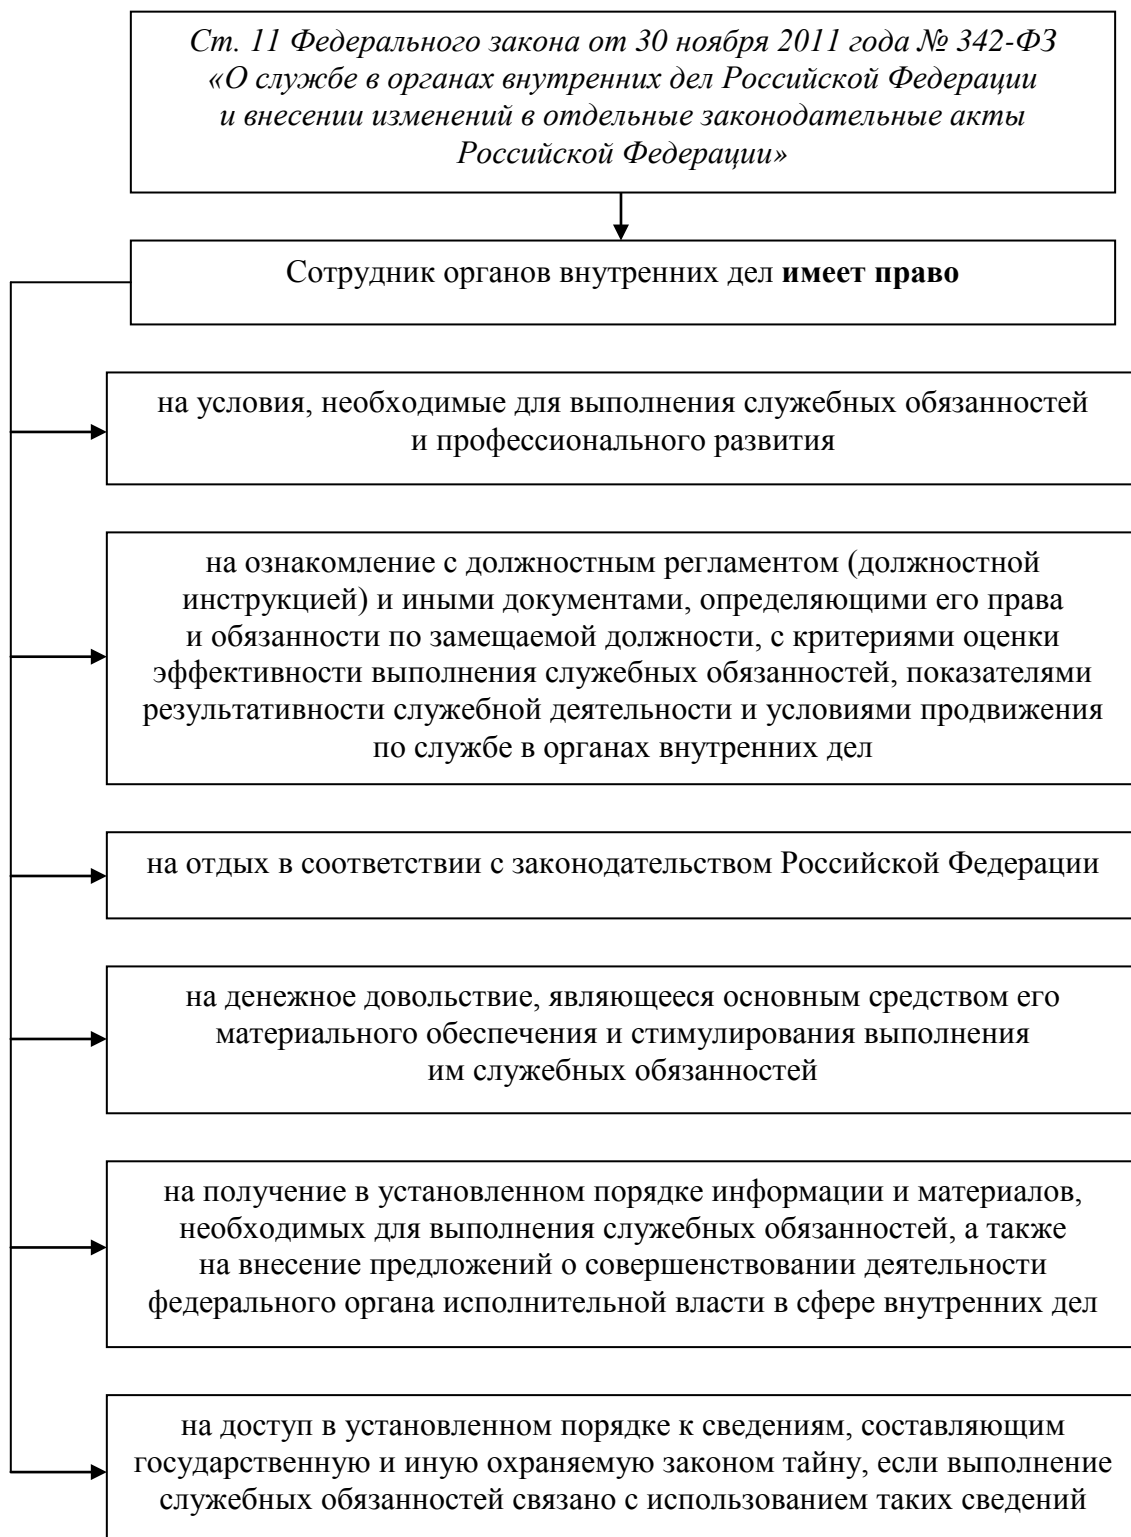 Ст. 11 Федерального закона от 30 ноября 2011 года № 342-ФЗ
«О службе в органах внутренних дел Российской Федерации
и внесении изменений в отдельные законодательные акты
Российской Федерации»
Сотрудник органов внутренних дел имеет право
на условия, необходимые для выполнения служебных обязанностей
и профессионального развития
на ознакомление с должностным регламентом (должностной
инструкцией) и иными документами, определяющими его права
и обязанности по замещаемой должности, с критериями оценки
эффективности выполнения служебных обязанностей, показателями
результативности служебной деятельности и условиями продвижения
по службе в органах внутренних дел
на отдых в соответствии с законодательством Российской Федерации
на денежное довольствие, являющееся основным средством его
материального обеспечения и стимулирования выполнения
им служебных обязанностей
на получение в установленном порядке информации и материалов,
необходимых для выполнения служебных обязанностей, а также
на внесение предложений о совершенствовании деятельности
федерального органа исполнительной власти в сфере внутренних дел
на доступ в установленном порядке к сведениям, составляющим
государственную и иную охраняемую законом тайну, если выполнение
служебных обязанностей связано с использованием таких сведений